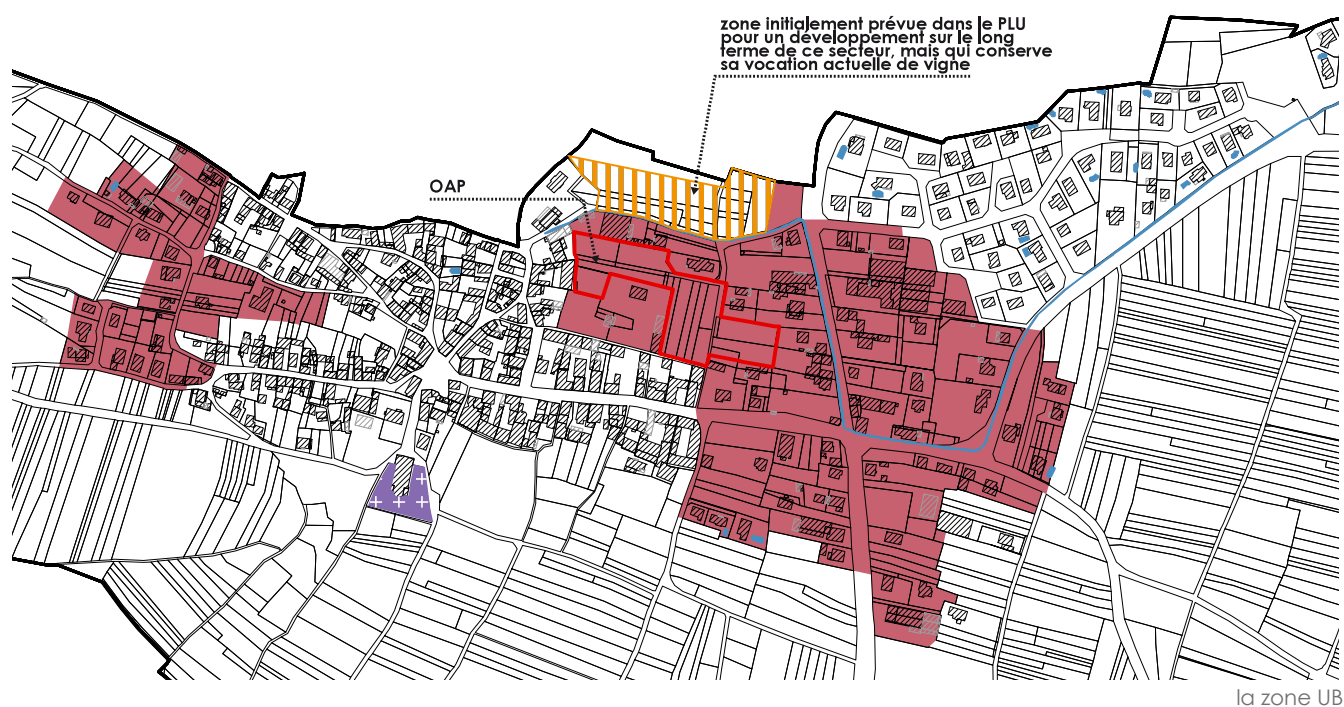 zone initialement prévue dans le PLU
pour un développement sur le long
terme de ce secteur, mais qui conserve
sa vocation actuelle de vigne
OAP
la zone UB